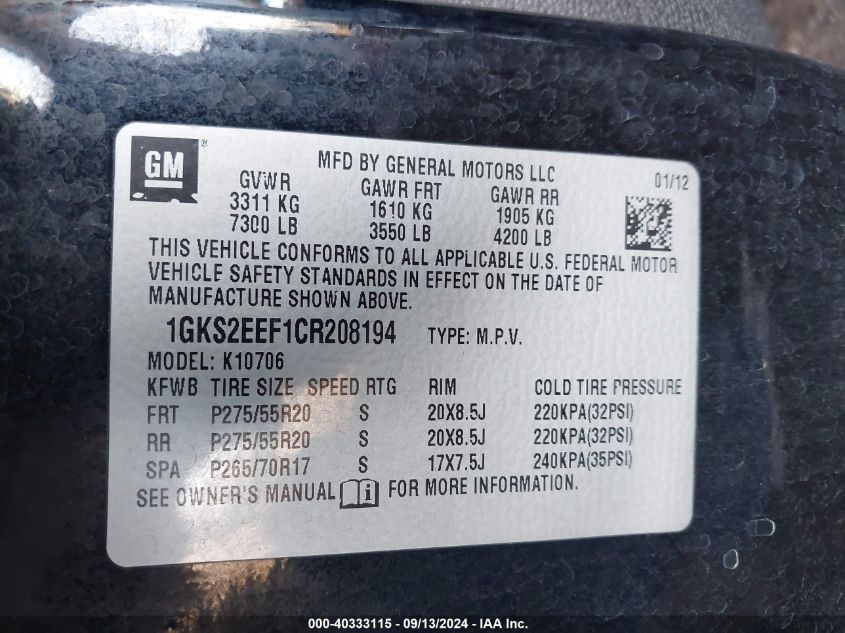 GM
®
MFD BY GENERAL MOTORS LLC
01/12
GVWR GAWR FRT GAWR RR
3311 KG 1610 KG 1905 KG
7300 LB 3550 LB 4200 LB
THIS VEHICLE CONFORMS TO ALL APPLICABLE U.S. FEDERAL MOTOR
VEHICLE SAFETY STANDARDS IN EFFECT ON THE DATE OF
MANUFACTURE SHOWN ABOVE.
1GKS2EEF1CR208194 TYPE: M.P.V.
MODEL: K10706
KFWB TIRE SIZE SPEED RTG RIM COLD TIRE PRESSURE
FRT P275/55R20 S 20X8.5J 220KPA(32PSI)
RR P275/55R20 S 20X8.5J 220KPA(32PSI)
SPA P265/70R17 S 17X7.5J 240KPA(35PSI)
SEE OWNER'S MANUAL i FOR MORE INFORMATION.
000-40333115 - 09/13/2024 - IAA Inc.